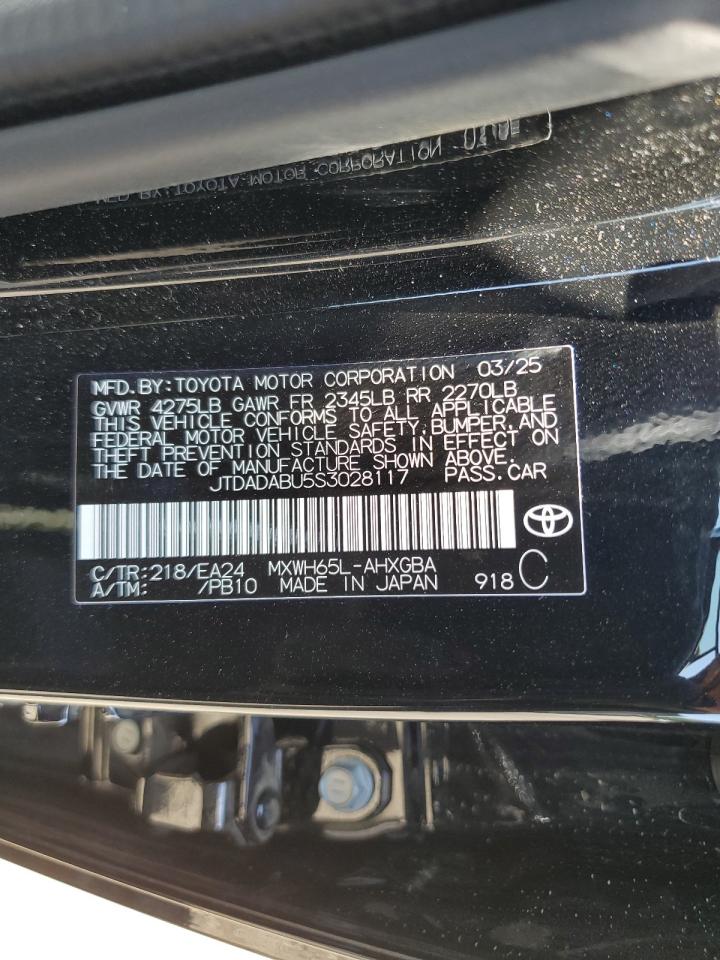 MFD.BY:TOYOTA MOTOR CORPORATION 03/25
GVWR 4275LB GAWR FR 2345LB RR 2270LB
THIS VEHICLE CONFORMS TO ALL APPLICABLE
FEDERAL MOTOR VEHICLE SAFETY,BUMPER,AND
THEFT PREVENTION STANDARDS IN EFFECT ON
THE DATE OF MANUFACTURE SHOWN ABOVE.
JTDADABU5S3028117 PASS.CAR
C/TR:218/EA24 MXWH65L-AHXGBA
A/TM: /PB10 MADE IN JAPAN 918 C